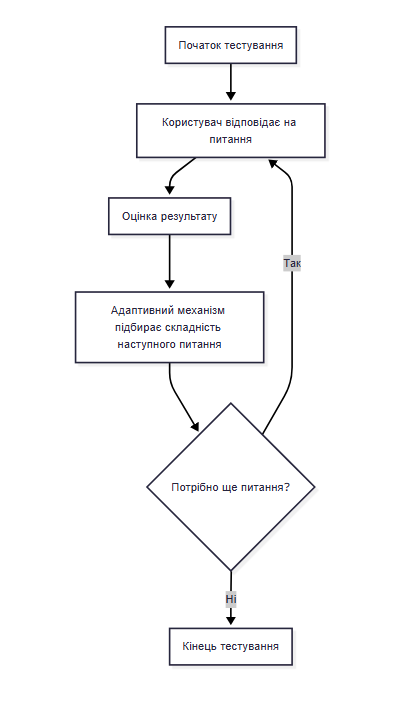 Початок тестування
Користувач відповідає на
питання
Оцінка результату
Так
Адаптивний механізм
підбирає складність
наступного питання
Потрібно ще питання?
Ні
Кінець тестування